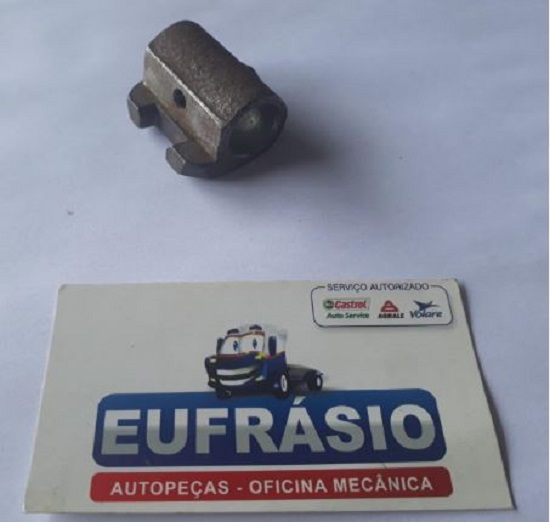 SERVIÇO AUTORIZADO
Castrol
Auto Service
AGRALE
Volare
EUFRÁSIO
AUTOPEÇAS - OFICINA MECÂNICA